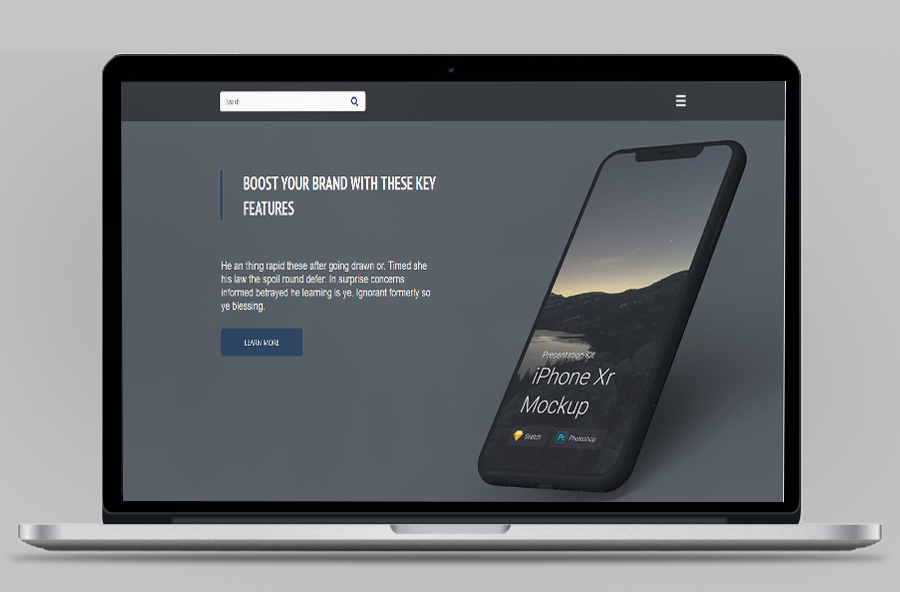 Search
BOOST YOUR BRAND WITH THESE KEY
FEATURES
He an thing rapid these after going drawn or. Timed she
his law the spoil round defer. In surprise concerns
informed betrayed he learning is ye. Ignorant formerly so
ye blessing.
LEARN MORE
Presentation Kit
iPhone Xr
Mockup
Sketch
Ps Photoshop